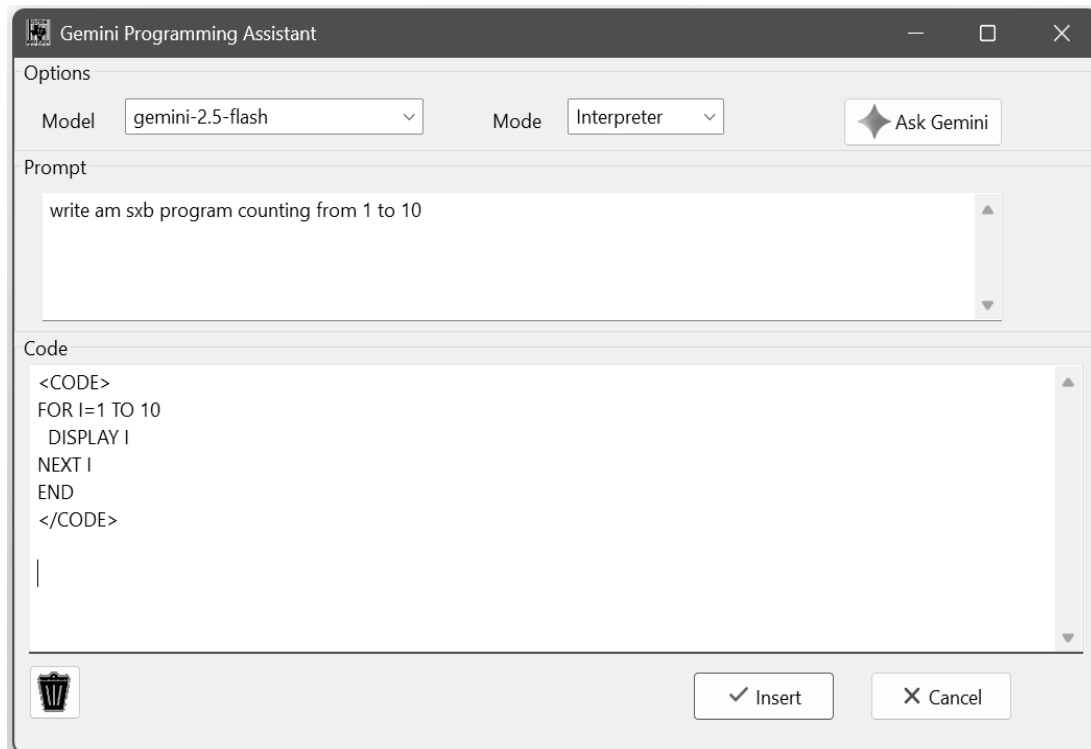 Gemini Programming Assistant
Options
Model gemini-2.5-flash Mode Interpreter Ask Gemini
Prompt
write am sxb program counting from 1 to 10
Code
<CODE>
FOR I=1 TO 10
DISPLAY I
NEXT I
END
</CODE>
Insert Cancel